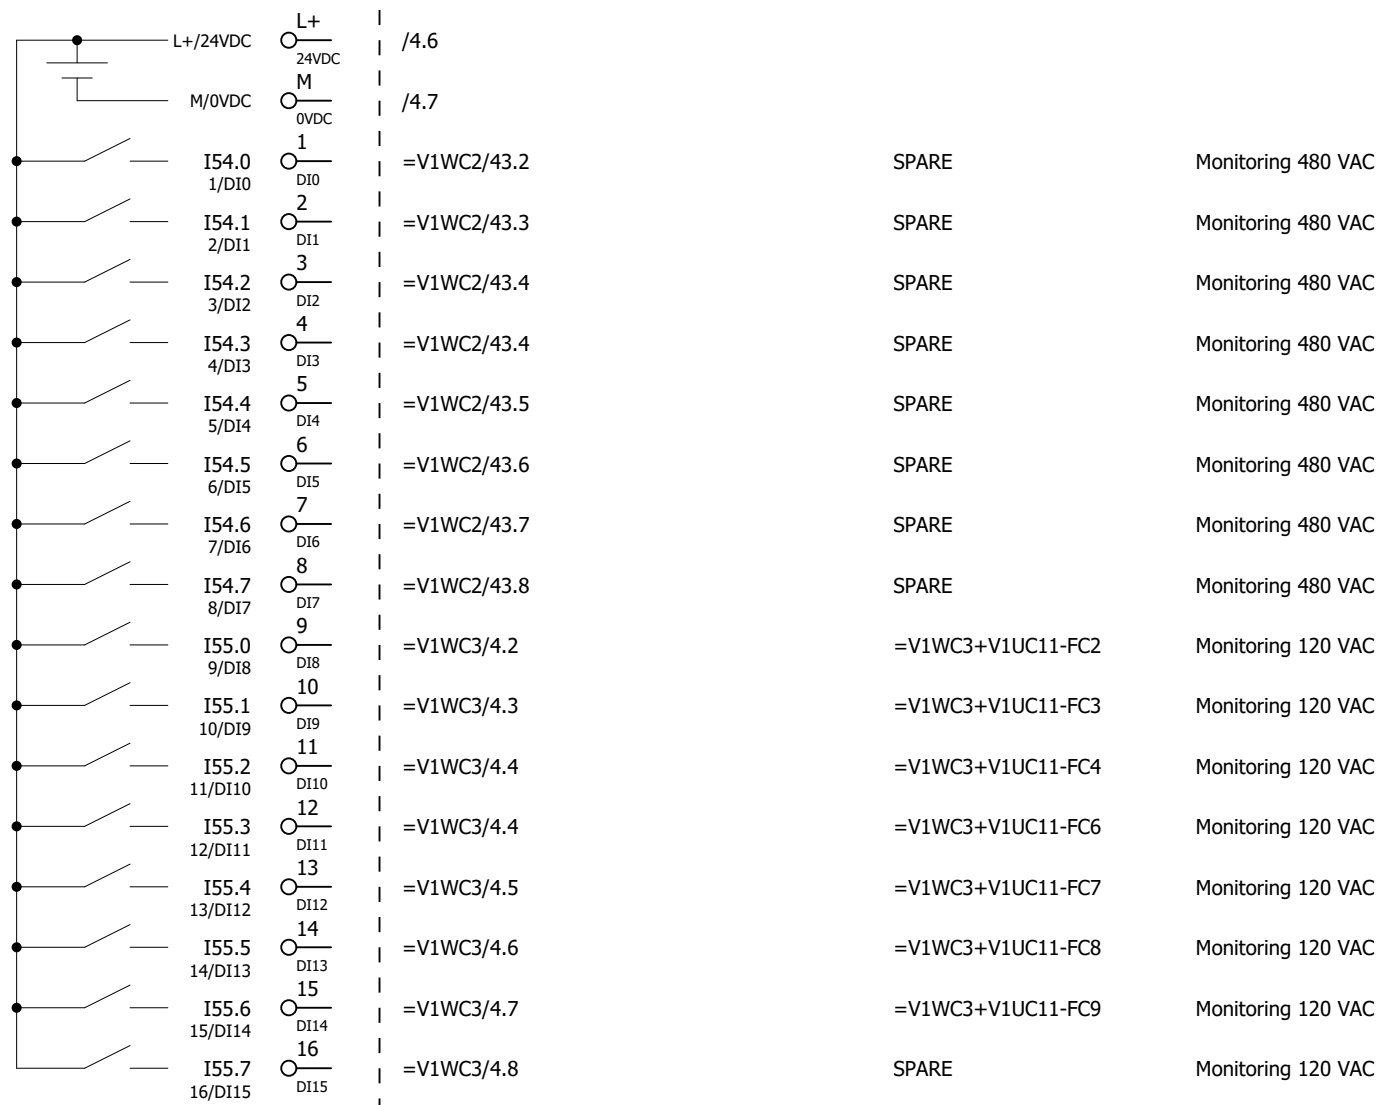 L+
L+/24VDC /4.6
24VDC
M
M/0VDC /4.7
0VDC
1
I54.0 =V1WC2/43.2 SPARE Monitoring 480 VAC
1/DI0 DI0
2
I54.1 =V1WC2/43.3 SPARE Monitoring 480 VAC
2/DI1 DI1
3
I54.2 =V1WC2/43.4 SPARE Monitoring 480 VAC
3/DI2 DI2
4
I54.3 =V1WC2/43.4 SPARE Monitoring 480 VAC
4/DI3 DI3
5
I54.4 =V1WC2/43.5 SPARE Monitoring 480 VAC
5/DI4 DI4
6
I54.5 =V1WC2/43.6 SPARE Monitoring 480 VAC
6/DI5 DI5
7
I54.6 =V1WC2/43.7 SPARE Monitoring 480 VAC
7/DI6 DI6
8
I54.7 =V1WC2/43.8 SPARE Monitoring 480 VAC
8/DI7 DI7
9
I55.0 =V1WC3/4.2 =V1WC3+V1UC11-FC2 Monitoring 120 VAC
9/DI8 DI8
10
I55.1 =V1WC3/4.3 =V1WC3+V1UC11-FC3 Monitoring 120 VAC
10/DI9 DI9
11
I55.2 =V1WC3/4.4 =V1WC3+V1UC11-FC4 Monitoring 120 VAC
11/DI10 DI10
12
I55.3 =V1WC3/4.4 =V1WC3+V1UC11-FC6 Monitoring 120 VAC
12/DI11 DI11
13
I55.4 =V1WC3/4.5 =V1WC3+V1UC11-FC7 Monitoring 120 VAC
13/DI12 DI12
14
I55.5 =V1WC3/4.6 =V1WC3+V1UC11-FC8 Monitoring 120 VAC
14/DI13 DI13
15
I55.6 =V1WC3/4.7 =V1WC3+V1UC11-FC9 Monitoring 120 VAC
15/DI14 DI14
16
I55.7 =V1WC3/4.8 SPARE Monitoring 120 VAC
16/DI15 DI15